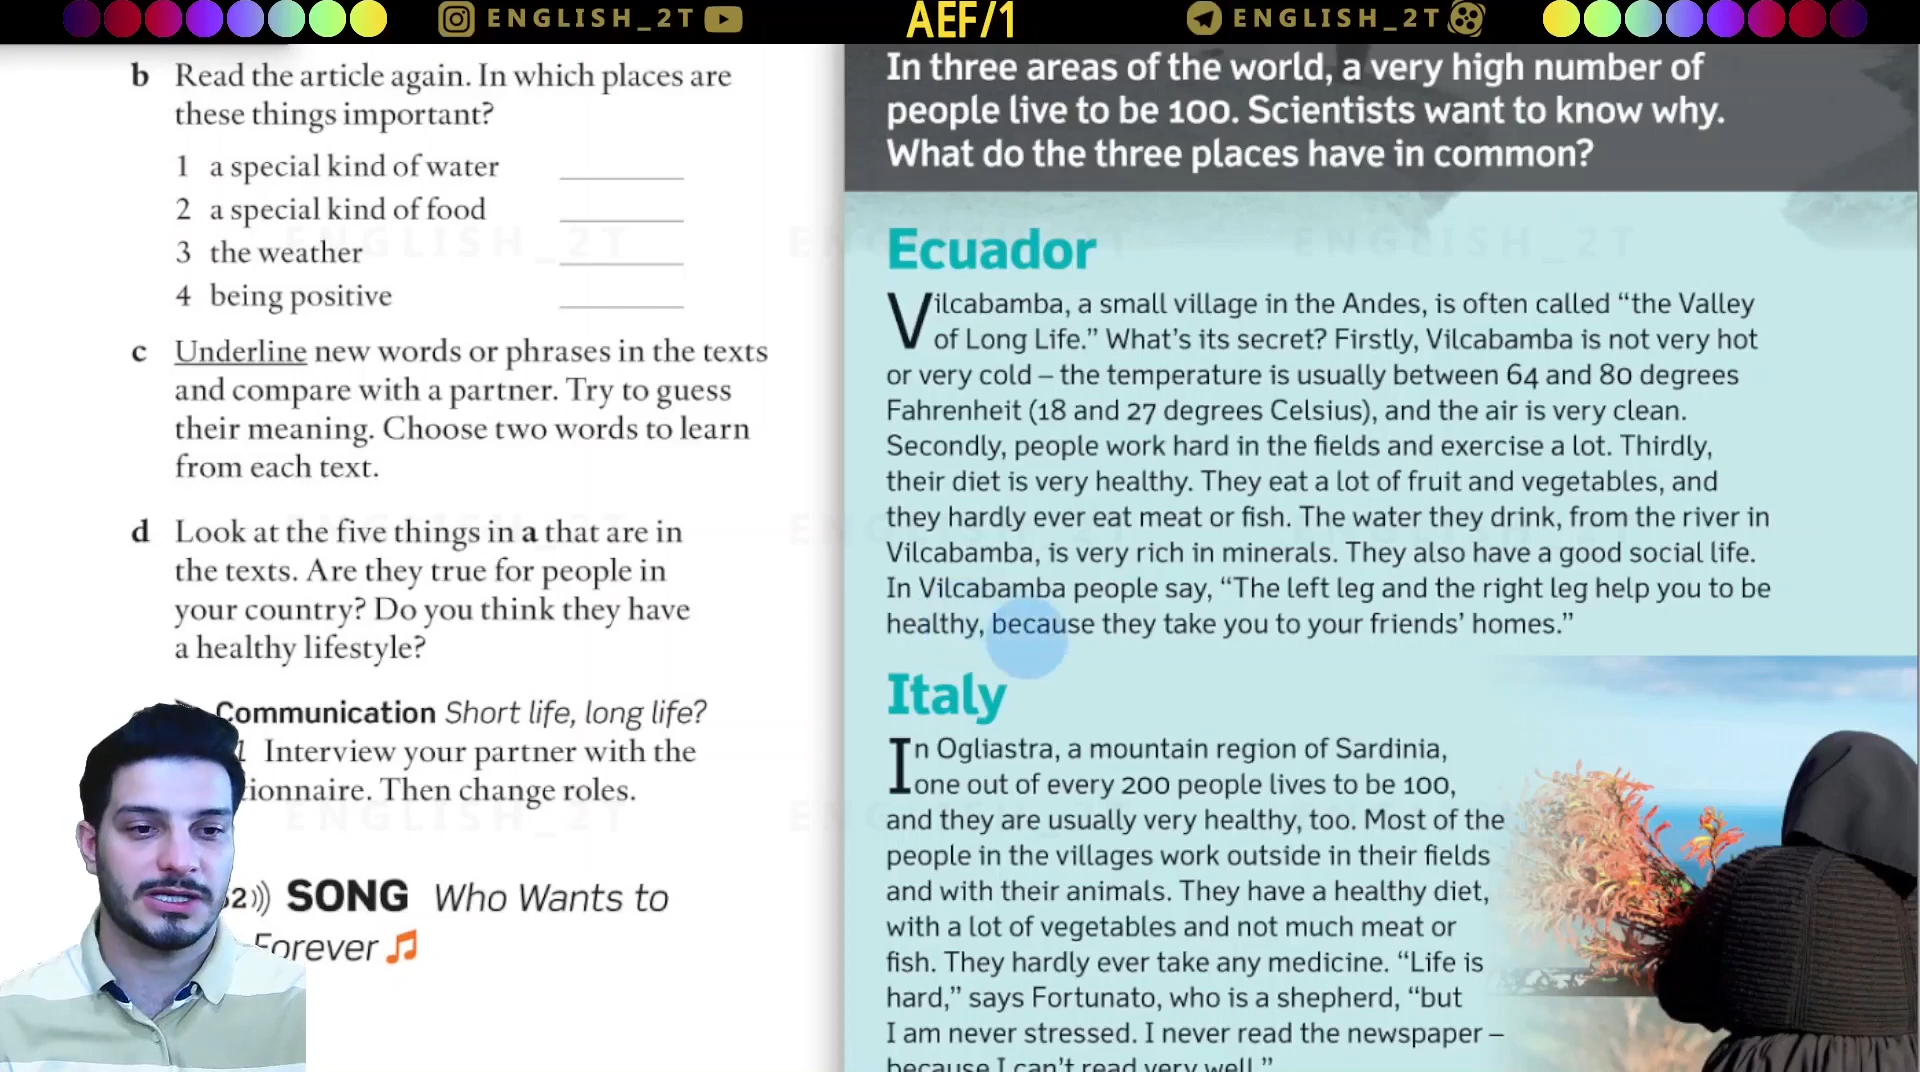 ENGLISH_2T
AEF/1
ENGLISH_2T
b Read the article again. In which places are
these things important?
1 a special kind of water
2 a special kind of food
3 the weather
4 being positive
c Underline new words or phrases in the texts
and compare with a partner. Try to guess
their meaning. Choose two words to learn
from each text.
d Look at the five things in a that are in
the texts. Are they true for people in
your country? Do you think they have
a healthy lifestyle?
Communication Short life, long life?
Interview your partner with the
tionnaire. Then change roles.
2)) SONG Who Wants to
Forever
In three areas of the world, a very high number of
people live to be 100. Scientists want to know why.
What do the three places have in common?
Ecuador
Vilcabamba, a small village in the Andes, is often called “the Valley
of Long Life.” What’s its secret? Firstly, Vilcabamba is not very hot
or very cold – the temperature is usually between 64 and 80 degrees
Fahrenheit (18 and 27 degrees Celsius), and the air is very clean.
Secondly, people work hard in the fields and exercise a lot. Thirdly,
their diet is very healthy. They eat a lot of fruit and vegetables, and
they hardly ever eat meat or fish. The water they drink, from the river in
Vilcabamba, is very rich in minerals. They also have a good social life.
In Vilcabamba people say, “The left leg and the right leg help you to be
healthy, because they take you to your friends’ homes.”
Italy
In Ogliastra, a mountain region of Sardinia,
one out of every 200 people lives to be 100,
and they are usually very healthy, too. Most of the
people in the villages work outside in their fields
and with their animals. They have a healthy diet,
with a lot of vegetables and not much meat or
fish. They hardly ever take any medicine. “Life is
hard,” says Fortunato, who is a shepherd, “but
I am never stressed. I never read the newspaper –
because I can’t read very well.”